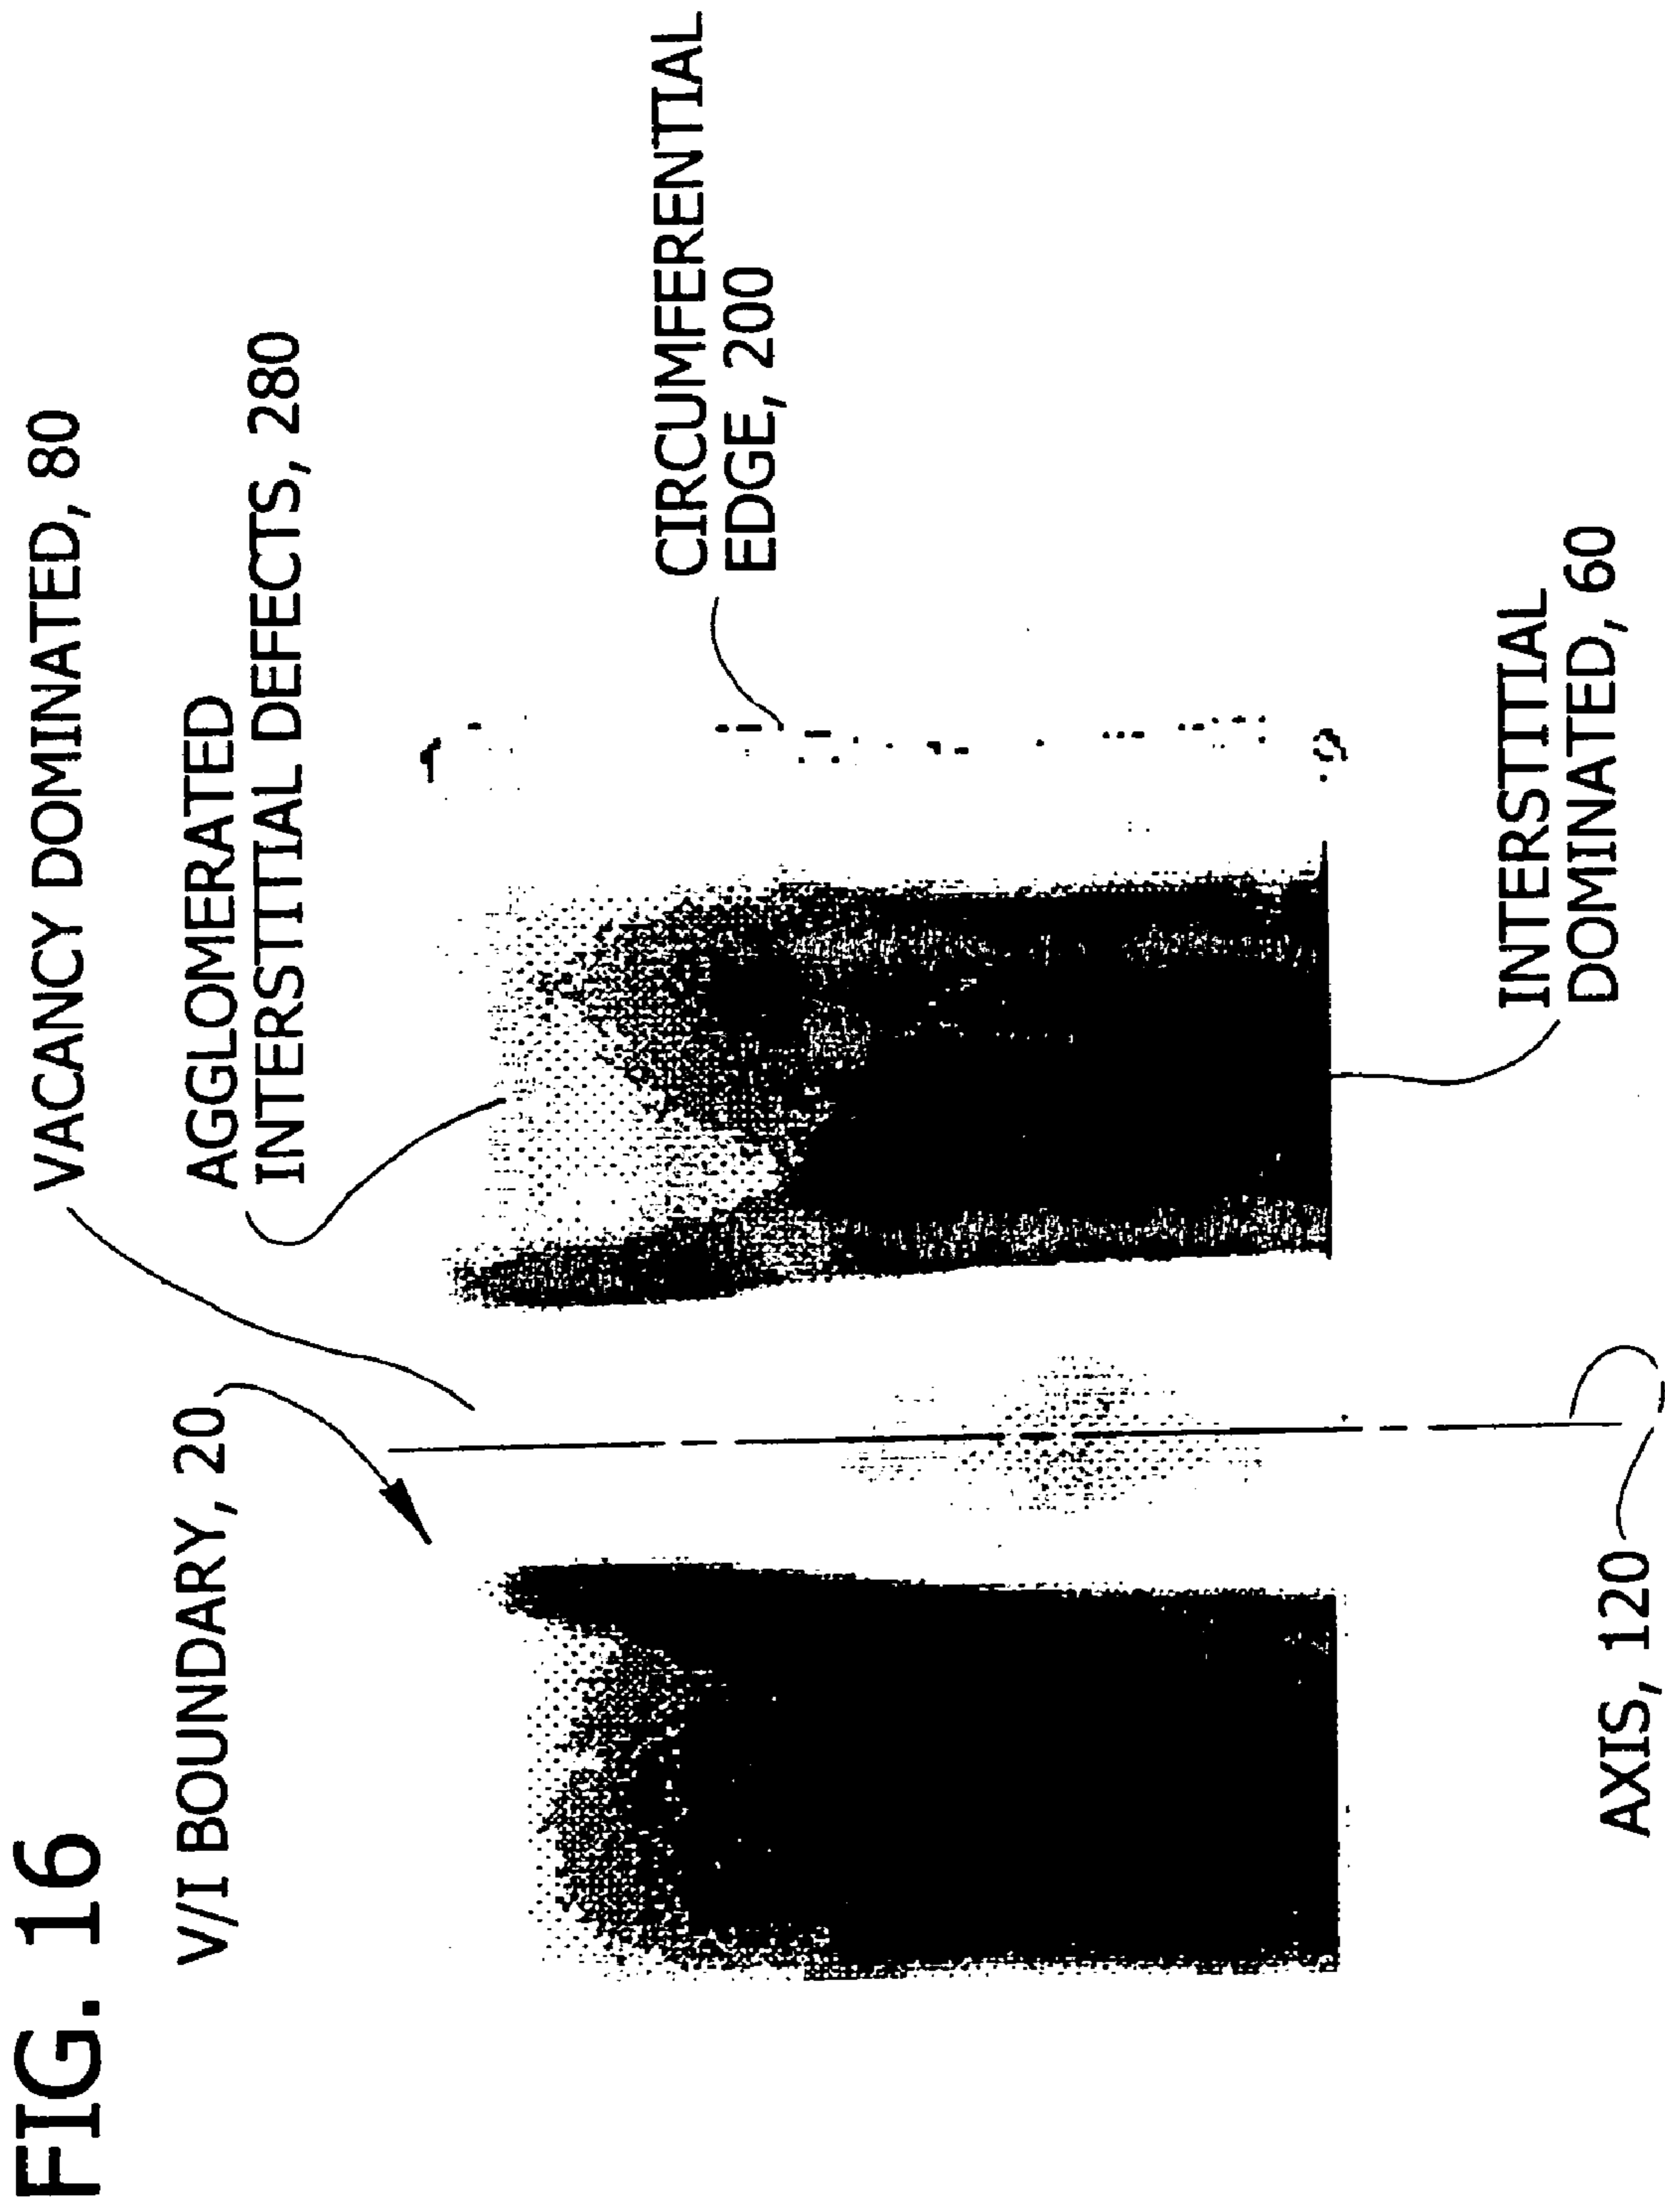 FIG. 16
VACANCY DOMINATED, 80
V/I BOUNDARY, 20
AGGLOMERATED
INTERSTITIAL DEFECTS, 280
CIRCUMFERENTIAL
EDGE, 200
INTERSTITIAL
DOMINATED, 60
AXIS, 120